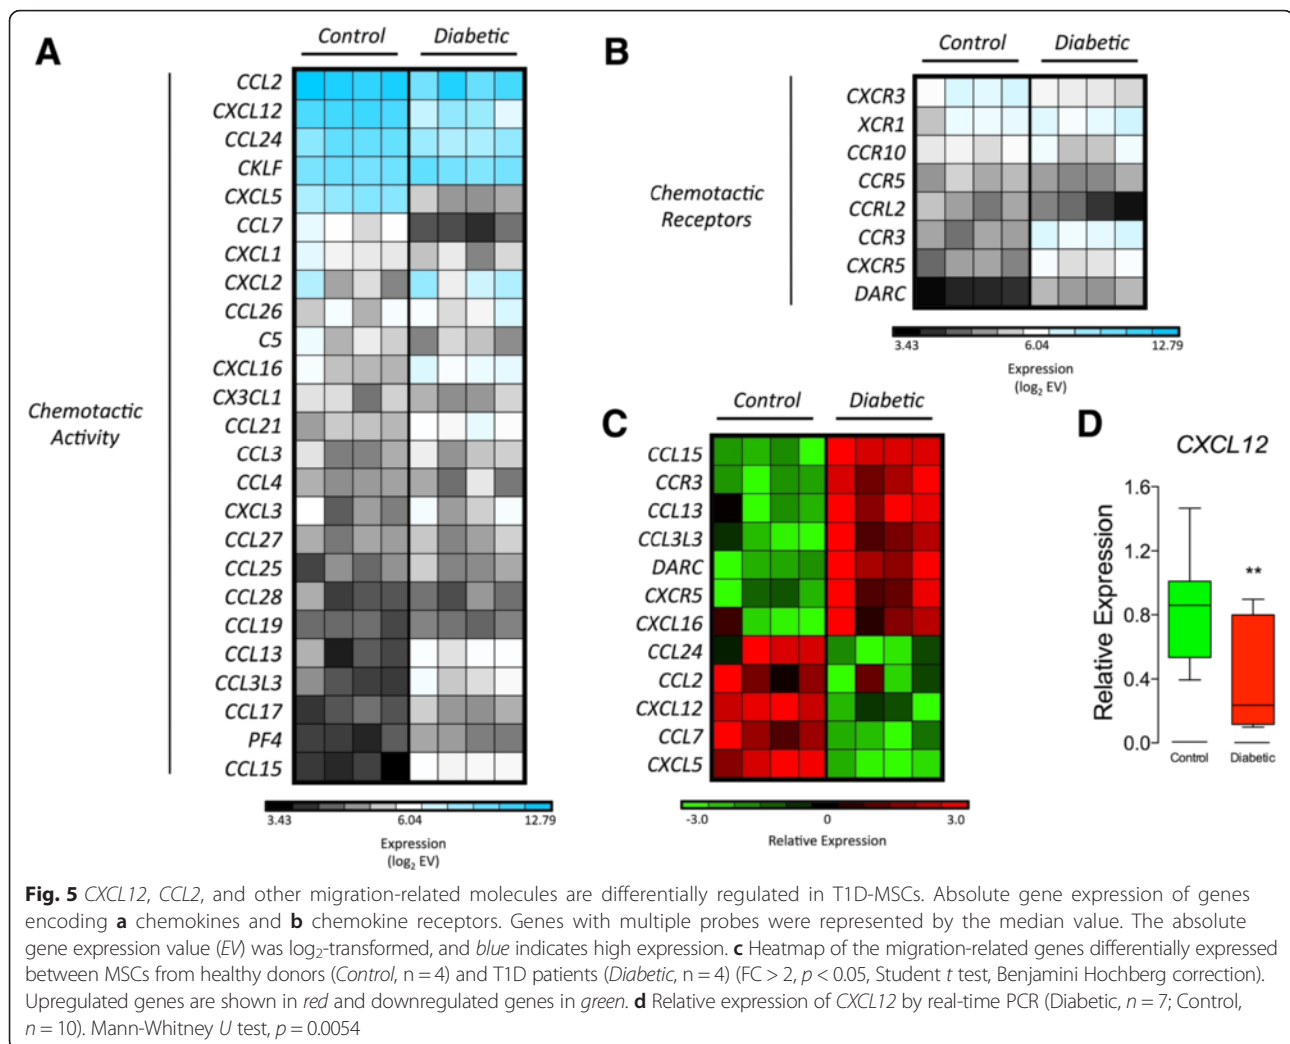 A
Control Diabetic
CCL2
CXCL12
CCL24
CKLF
CXCL5
CCL7
CXCL1
CXCL2
CCL26
C5
CXCL16
CX3CL1
CCL21
CCL3
CCL4
CXCL3
CCL27
CCL25
CCL28
CCL19
CCL13
CCL3L3
CCL17
PF4
CCL15
Chemotactic
Activity
3.43 6.04 12.79
Expression
(log2 EV)
B
Control Diabetic
CXCR3
XCR1
CCR10
CCR5
CCRL2
CCR3
CXCR5
DARC
Chemotactic
Receptors
3.43 6.04 12.79
Expression
(log2 EV)
C
Control Diabetic
CCL15
CCR3
CCL13
CCL3L3
DARC
CXCR5
CXCL16
CCL24
CCL2
CXCL12
CCL7
CXCL5
-3.0 0 3.0
Relative Expression
D
CXCL12
Relative Expression
1.6
1.2
0.8
0.4
0.0
**
Control Diabetic
Fig. 5 CXCL12, CCL2, and other migration-related molecules are differentially regulated in T1D-MSCs. Absolute gene expression of genes
encoding a chemokines and b chemokine receptors. Genes with multiple probes were represented by the median value. The absolute
gene expression value (EV) was log2-transformed, and blue indicates high expression. c Heatmap of the migration-related genes differentially expressed
between MSCs from healthy donors (Control, n = 4) and T1D patients (Diabetic, n = 4) (FC > 2, p < 0.05, Student t test, Benjamini Hochberg correction).
Upregulated genes are shown in red and downregulated genes in green. d Relative expression of CXCL12 by real-time PCR (Diabetic, n = 7; Control,
n = 10). Mann-Whitney U test, p = 0.0054